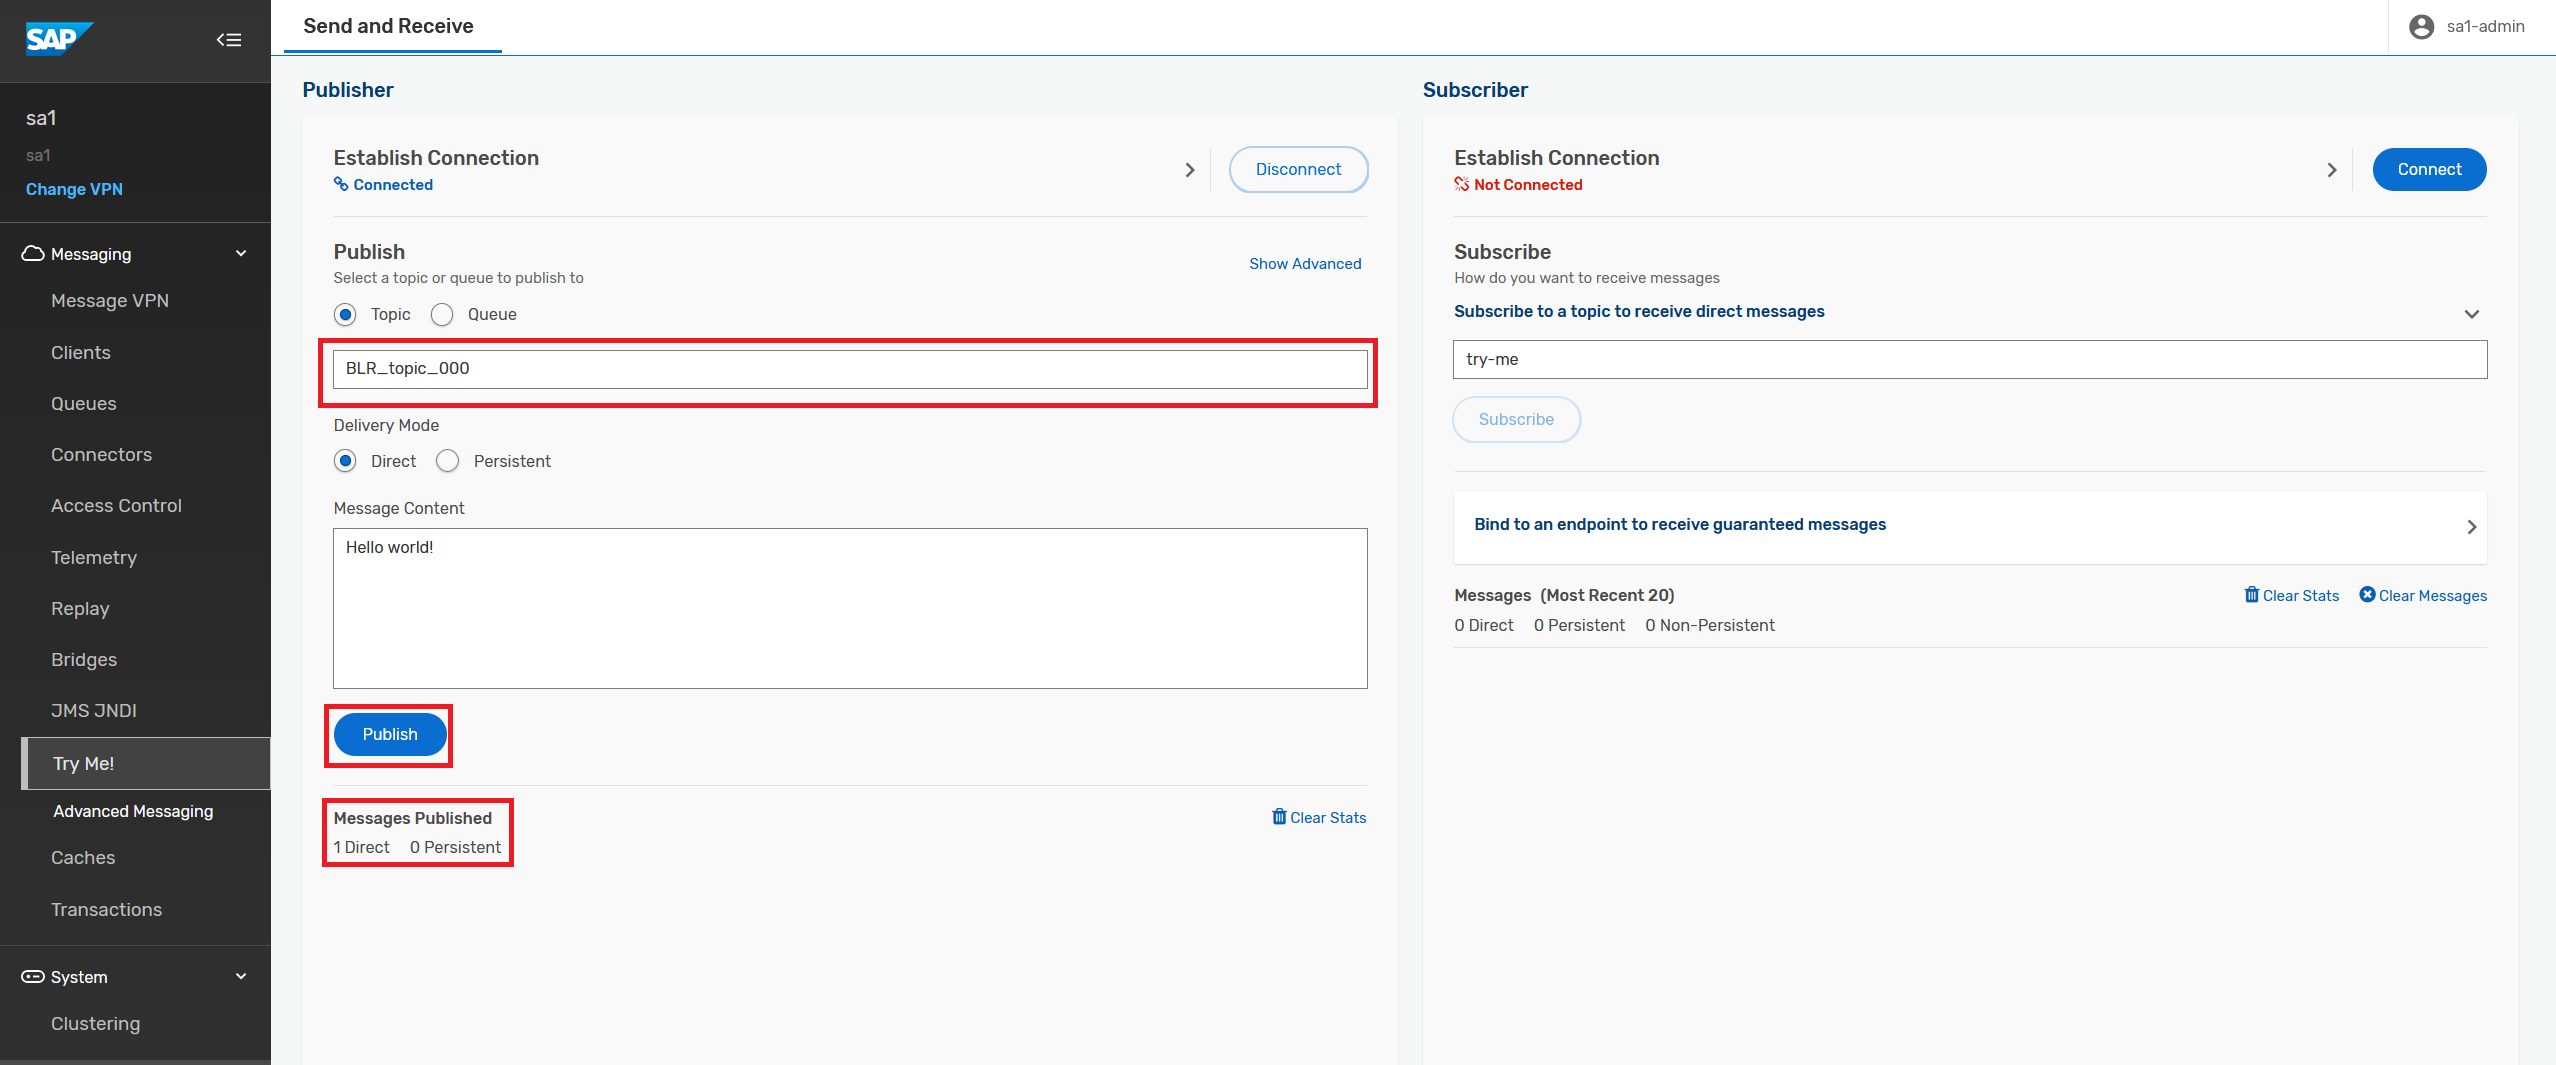 SAP
sa1
sa1
Change VPN
Messaging
Message VPN
Clients
Queues
Connectors
Access Control
Telemetry
Replay
Bridges
JMS JNDI
Try Me!
Advanced Messaging
Caches
Transactions
System
Clustering
Send and Receive
sa1-admin
Publisher
Establish Connection
Connected
Disconnect
Publish
Select a topic or queue to publish to
Show Advanced
Topic Queue
BLR_topic_000
Delivery Mode
Direct Persistent
Message Content
Hello world!
Publish
Messages Published
Clear Stats
1 Direct 0 Persistent
Subscriber
Establish Connection
Not Connected
Connect
Subscribe
How do you want to receive messages
Subscribe to a topic to receive direct messages
try-me
Subscribe
Bind to an endpoint to receive guaranteed messages
Messages (Most Recent 20)
Clear Stats Clear Messages
0 Direct 0 Persistent 0 Non-Persistent